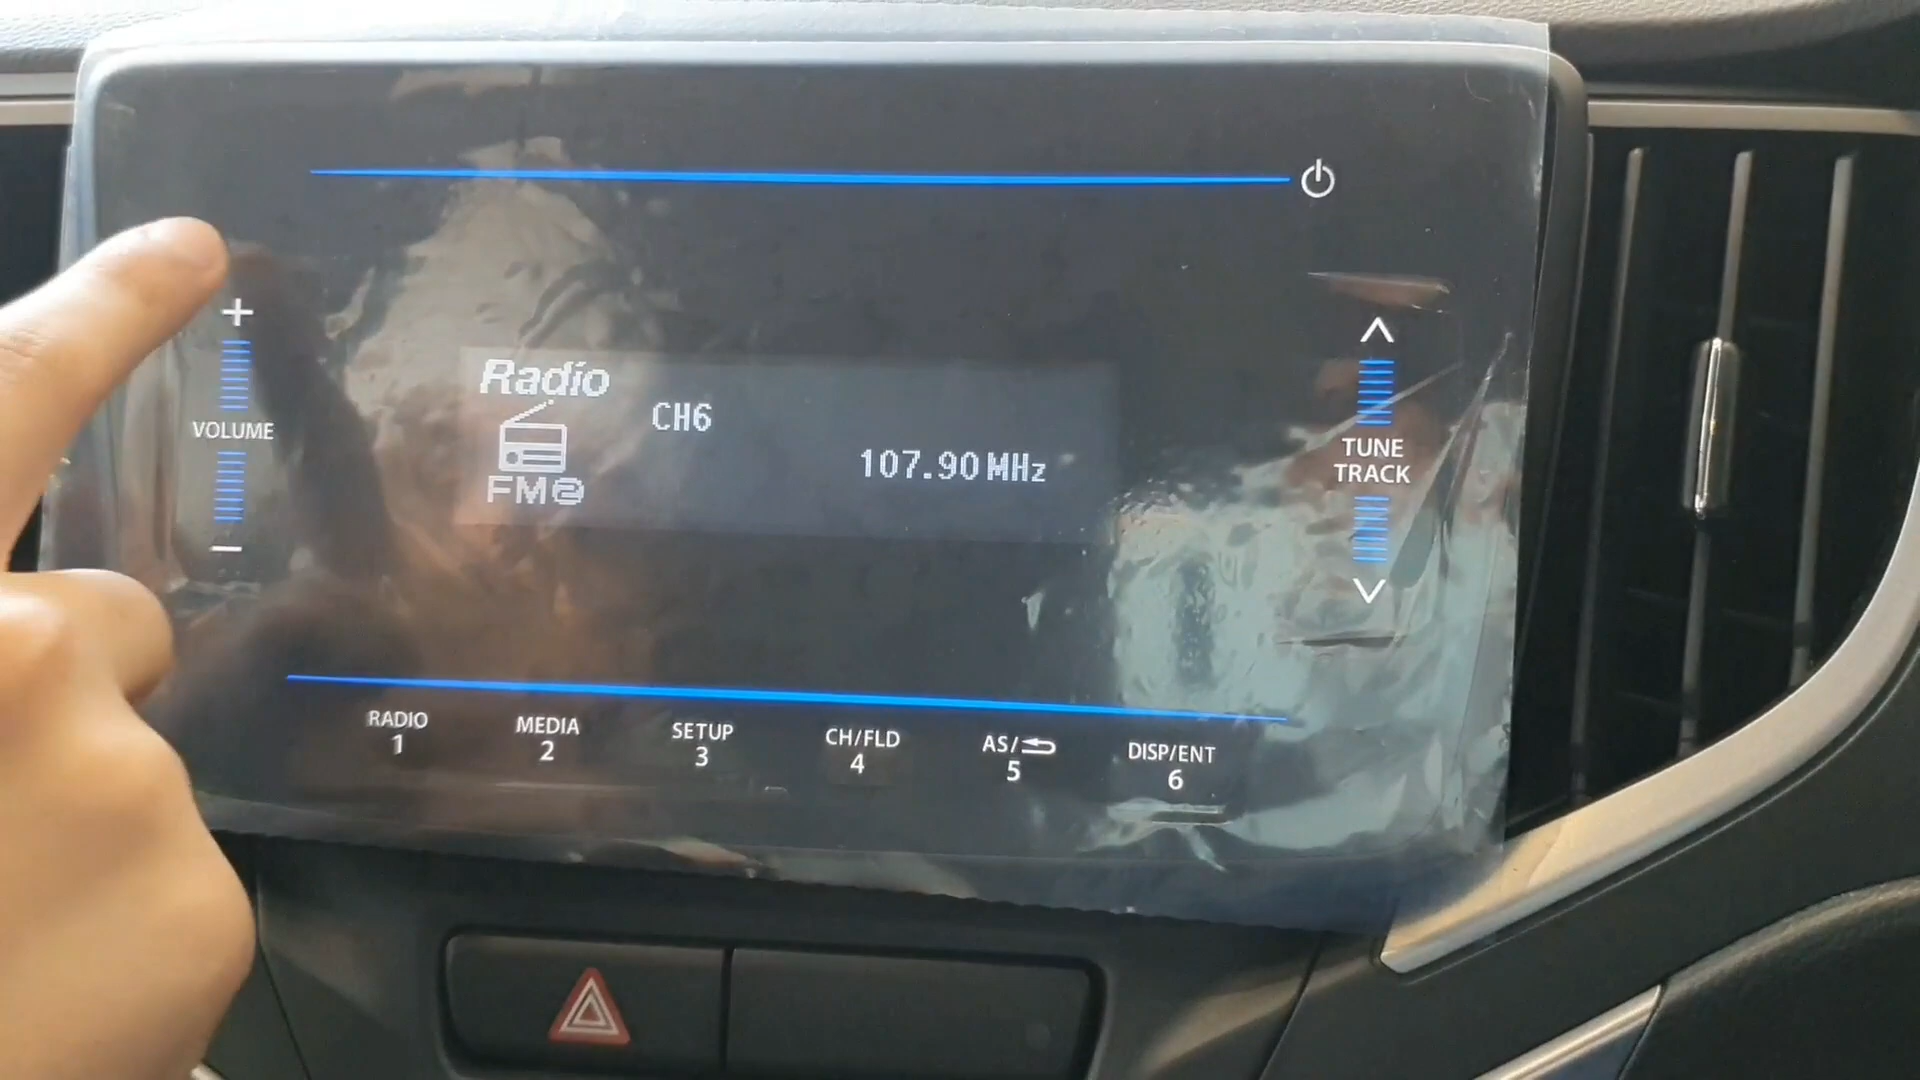 +
VOLUME
−
Radio
CH6
107.90 MHz
FM2
TUNE
TRACK
RADIO
1
MEDIA
2
SETUP
3
CH/FLD
4
AS/
5
DISP/ENT
6